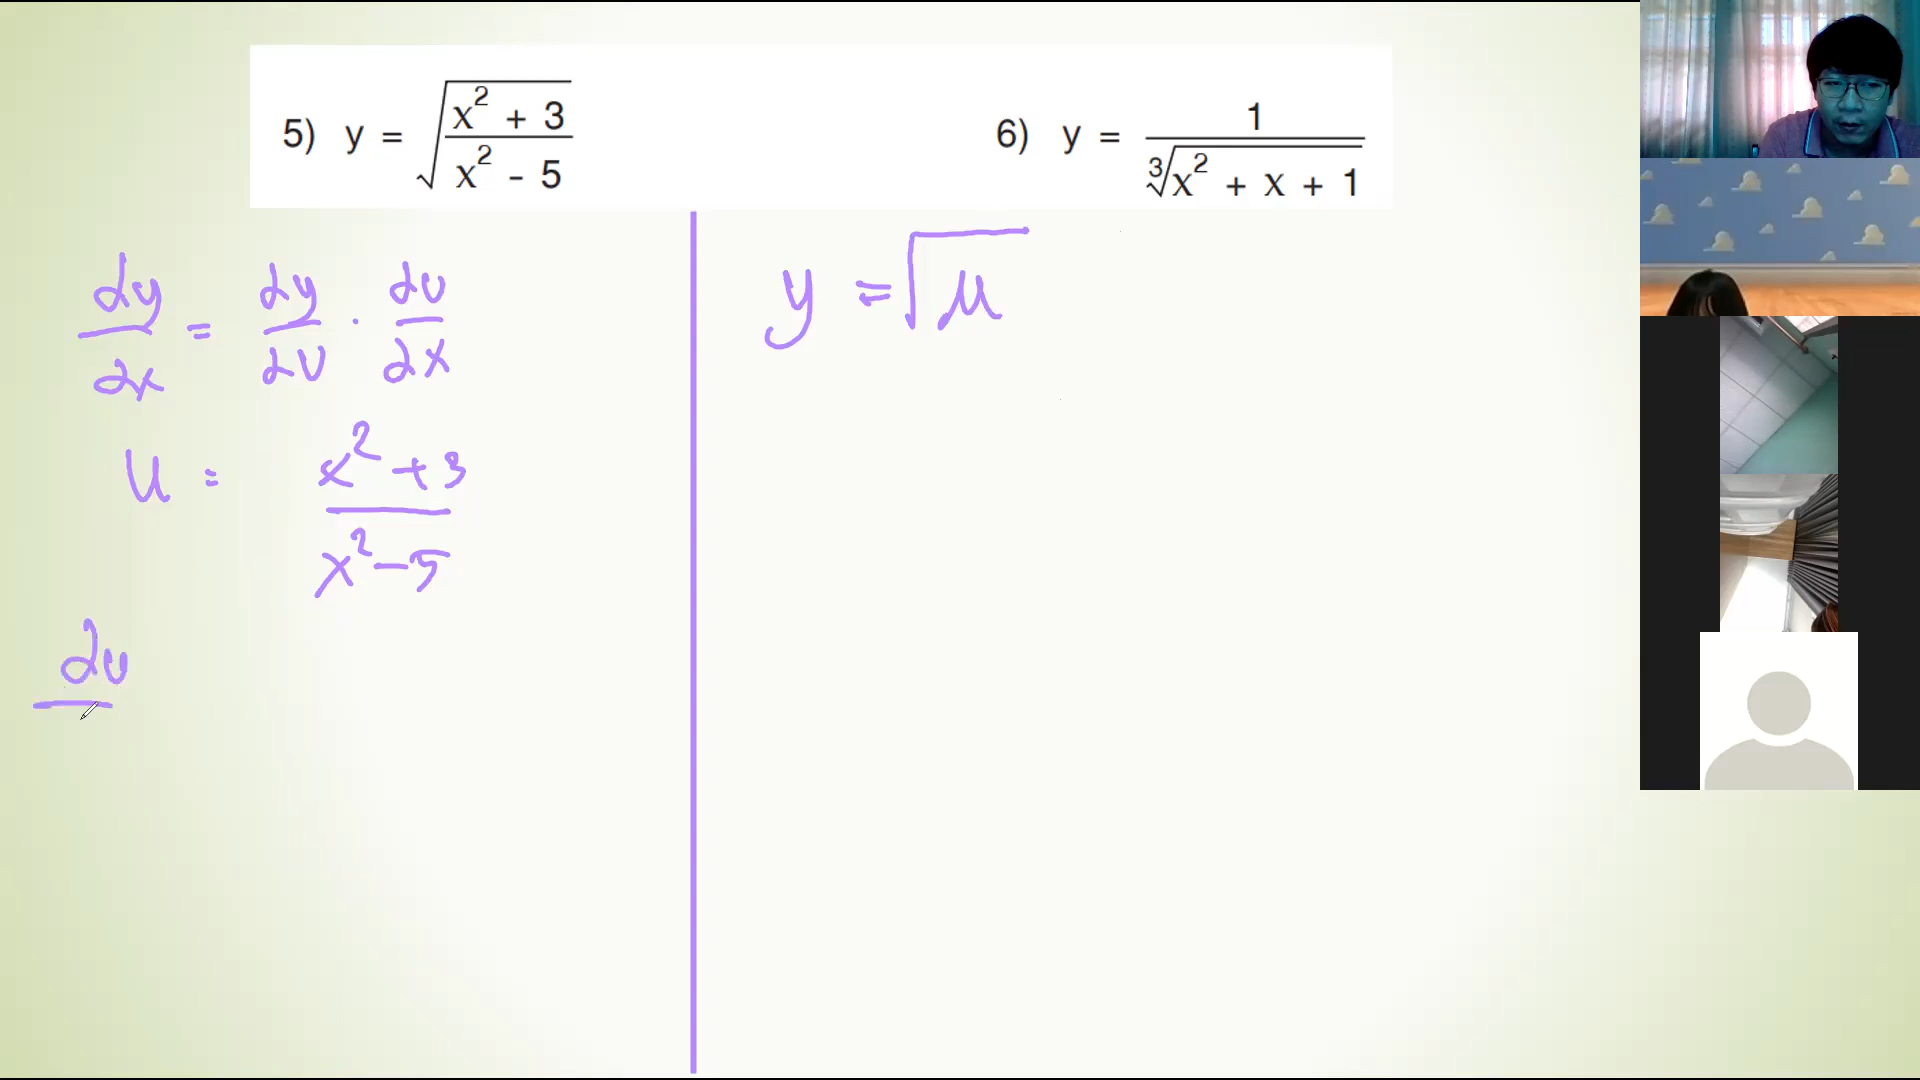 5) y = √((x² + 3)/(x² - 5))
6) y = 1/∛(x² + x + 1)
dy/dx = dy/du · du/dx
u = (x² + 3)/(x² - 5)
du
y = √u